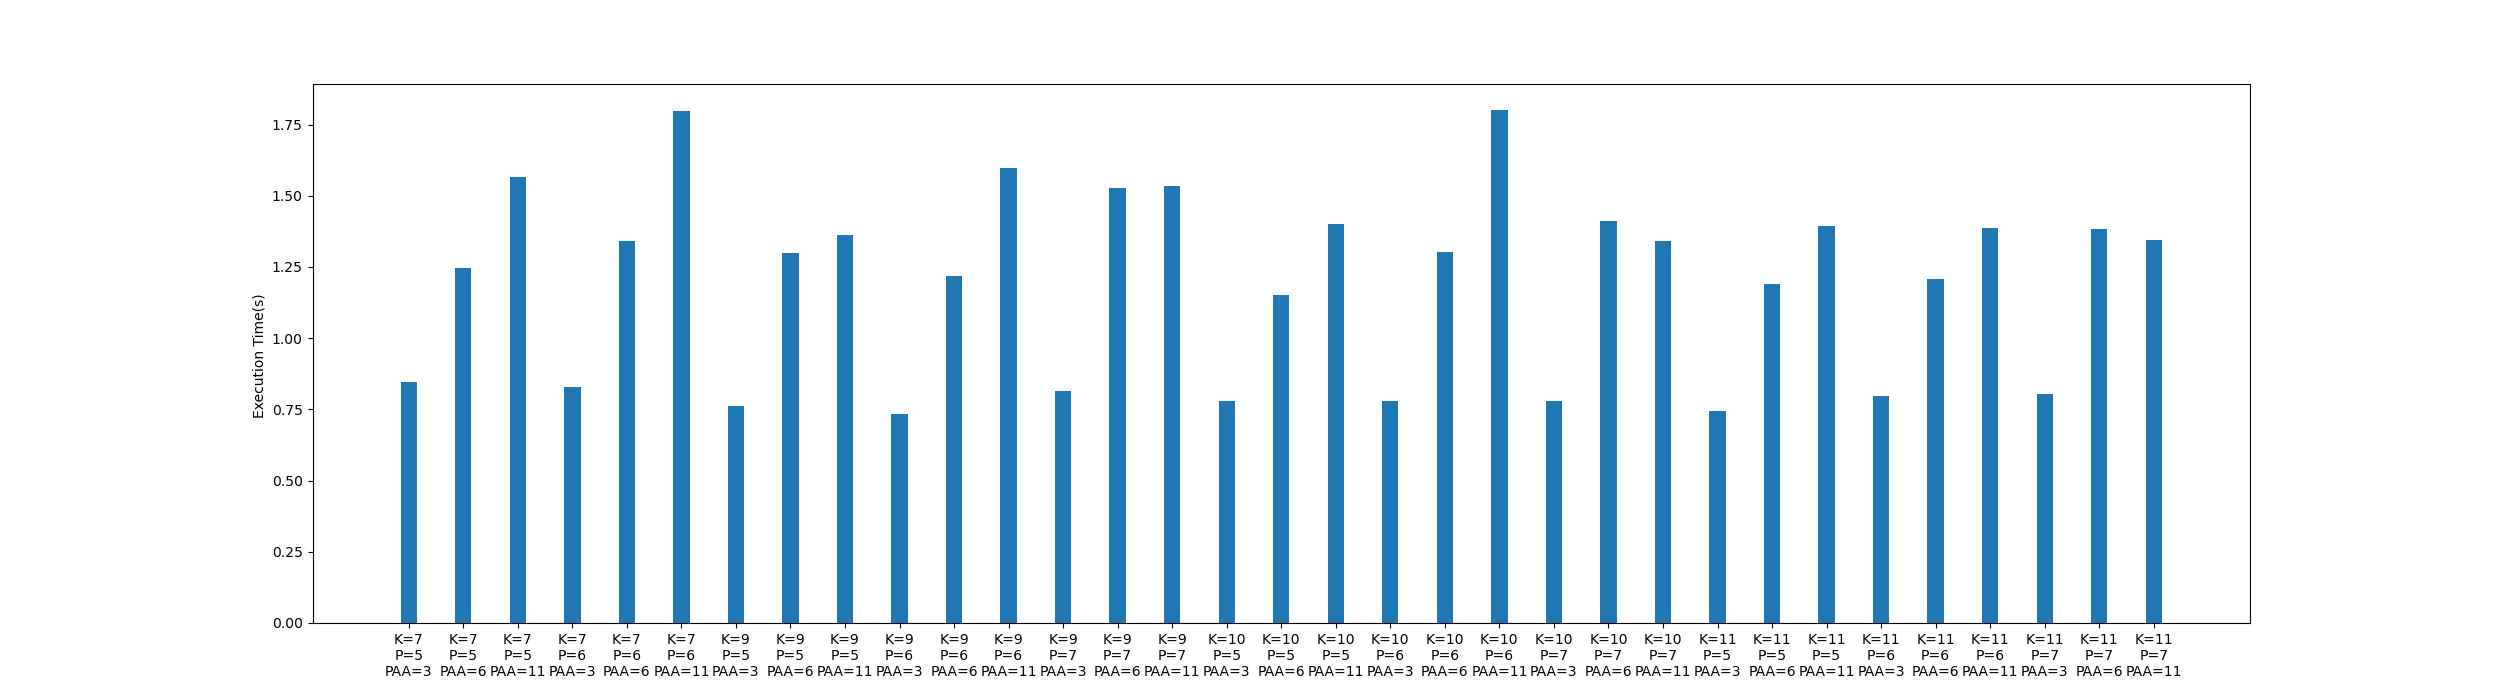 1.75
1.50
1.25
1.00
0.75
0.50
0.25
0.00
Execution Time(s)
K=7 K=7 K=7 K=7 K=7 K=7 K=9 K=9 K=9 K=9 K=9 K=9 K=9 K=9 K=9 K=10 K=10 K=10 K=10 K=10 K=10 K=10 K=10 K=10 K=11 K=11 K=11 K=11 K=11 K=11 K=11 K=11 K=11
P=5 P=5 P=5 P=6 P=6 P=6 P=5 P=5 P=5 P=6 P=6 P=6 P=7 P=7 P=7 P=5 P=5 P=5 P=6 P=6 P=6 P=7 P=7 P=7 P=5 P=5 P=5 P=6 P=6 P=6 P=7 P=7 P=7
PAA=3 PAA=6 PAA=11 PAA=3 PAA=6 PAA=11 PAA=3 PAA=6 PAA=11 PAA=3 PAA=6 PAA=11 PAA=3 PAA=6 PAA=11 PAA=3 PAA=6 PAA=11 PAA=3 PAA=6 PAA=11 PAA=3 PAA=6 PAA=11 PAA=3 PAA=6 PAA=11 PAA=3 PAA=6 PAA=11 PAA=3 PAA=6 PAA=11